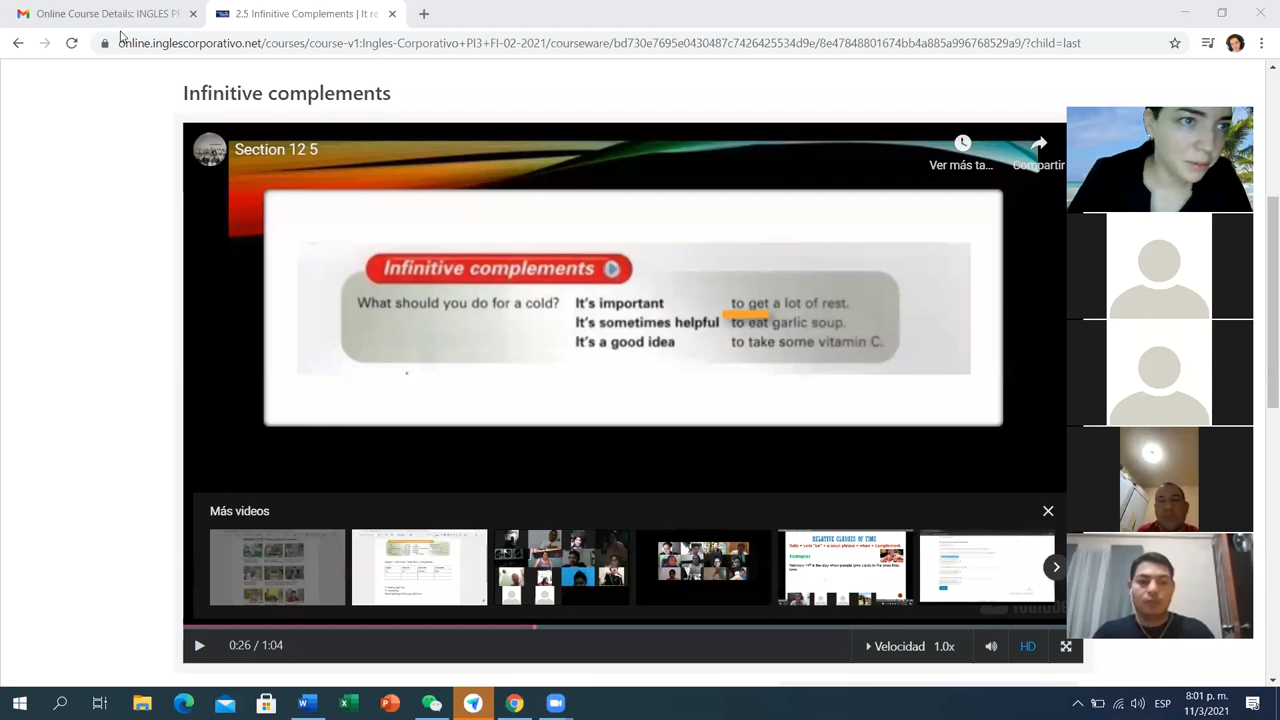 Online Course Details: INGLES P
2.5 Infinitive Complements | It re
online.inglescorporativo.net/courses/course-v1:Ingles-Corporativo+PI3+FI-02-2021/courseware/bd730e7695e0430487c7426425534d9e/8e47848801674bb4a885a996768529a9/?child=last
Infinitive complements
Section 12 5
Ver más ta...
Compartir
Infinitive complements
What should you do for a cold? It's important to get a lot of rest.
It's sometimes helpful to eat garlic soup.
It's a good idea to take some vitamin C.
Más videos
RELATIVE CLAUSES OF TIME
YouTube
0:26 / 1:04
Velocidad 1.0x
HD
ESP
8:01 p. m.
11/3/2021